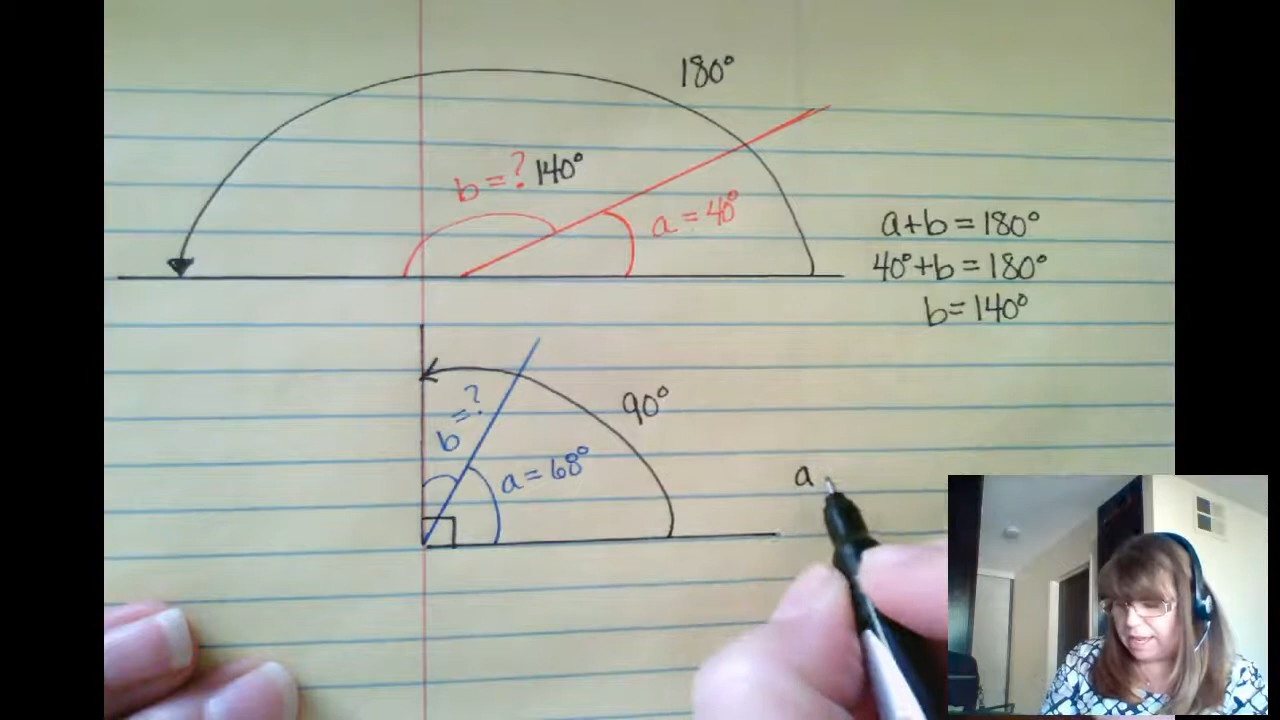 180°
b = ? 140°
a = 40°
a + b = 180°
40° + b = 180°
b = 140°
90°
b = ?
a = 68°
a